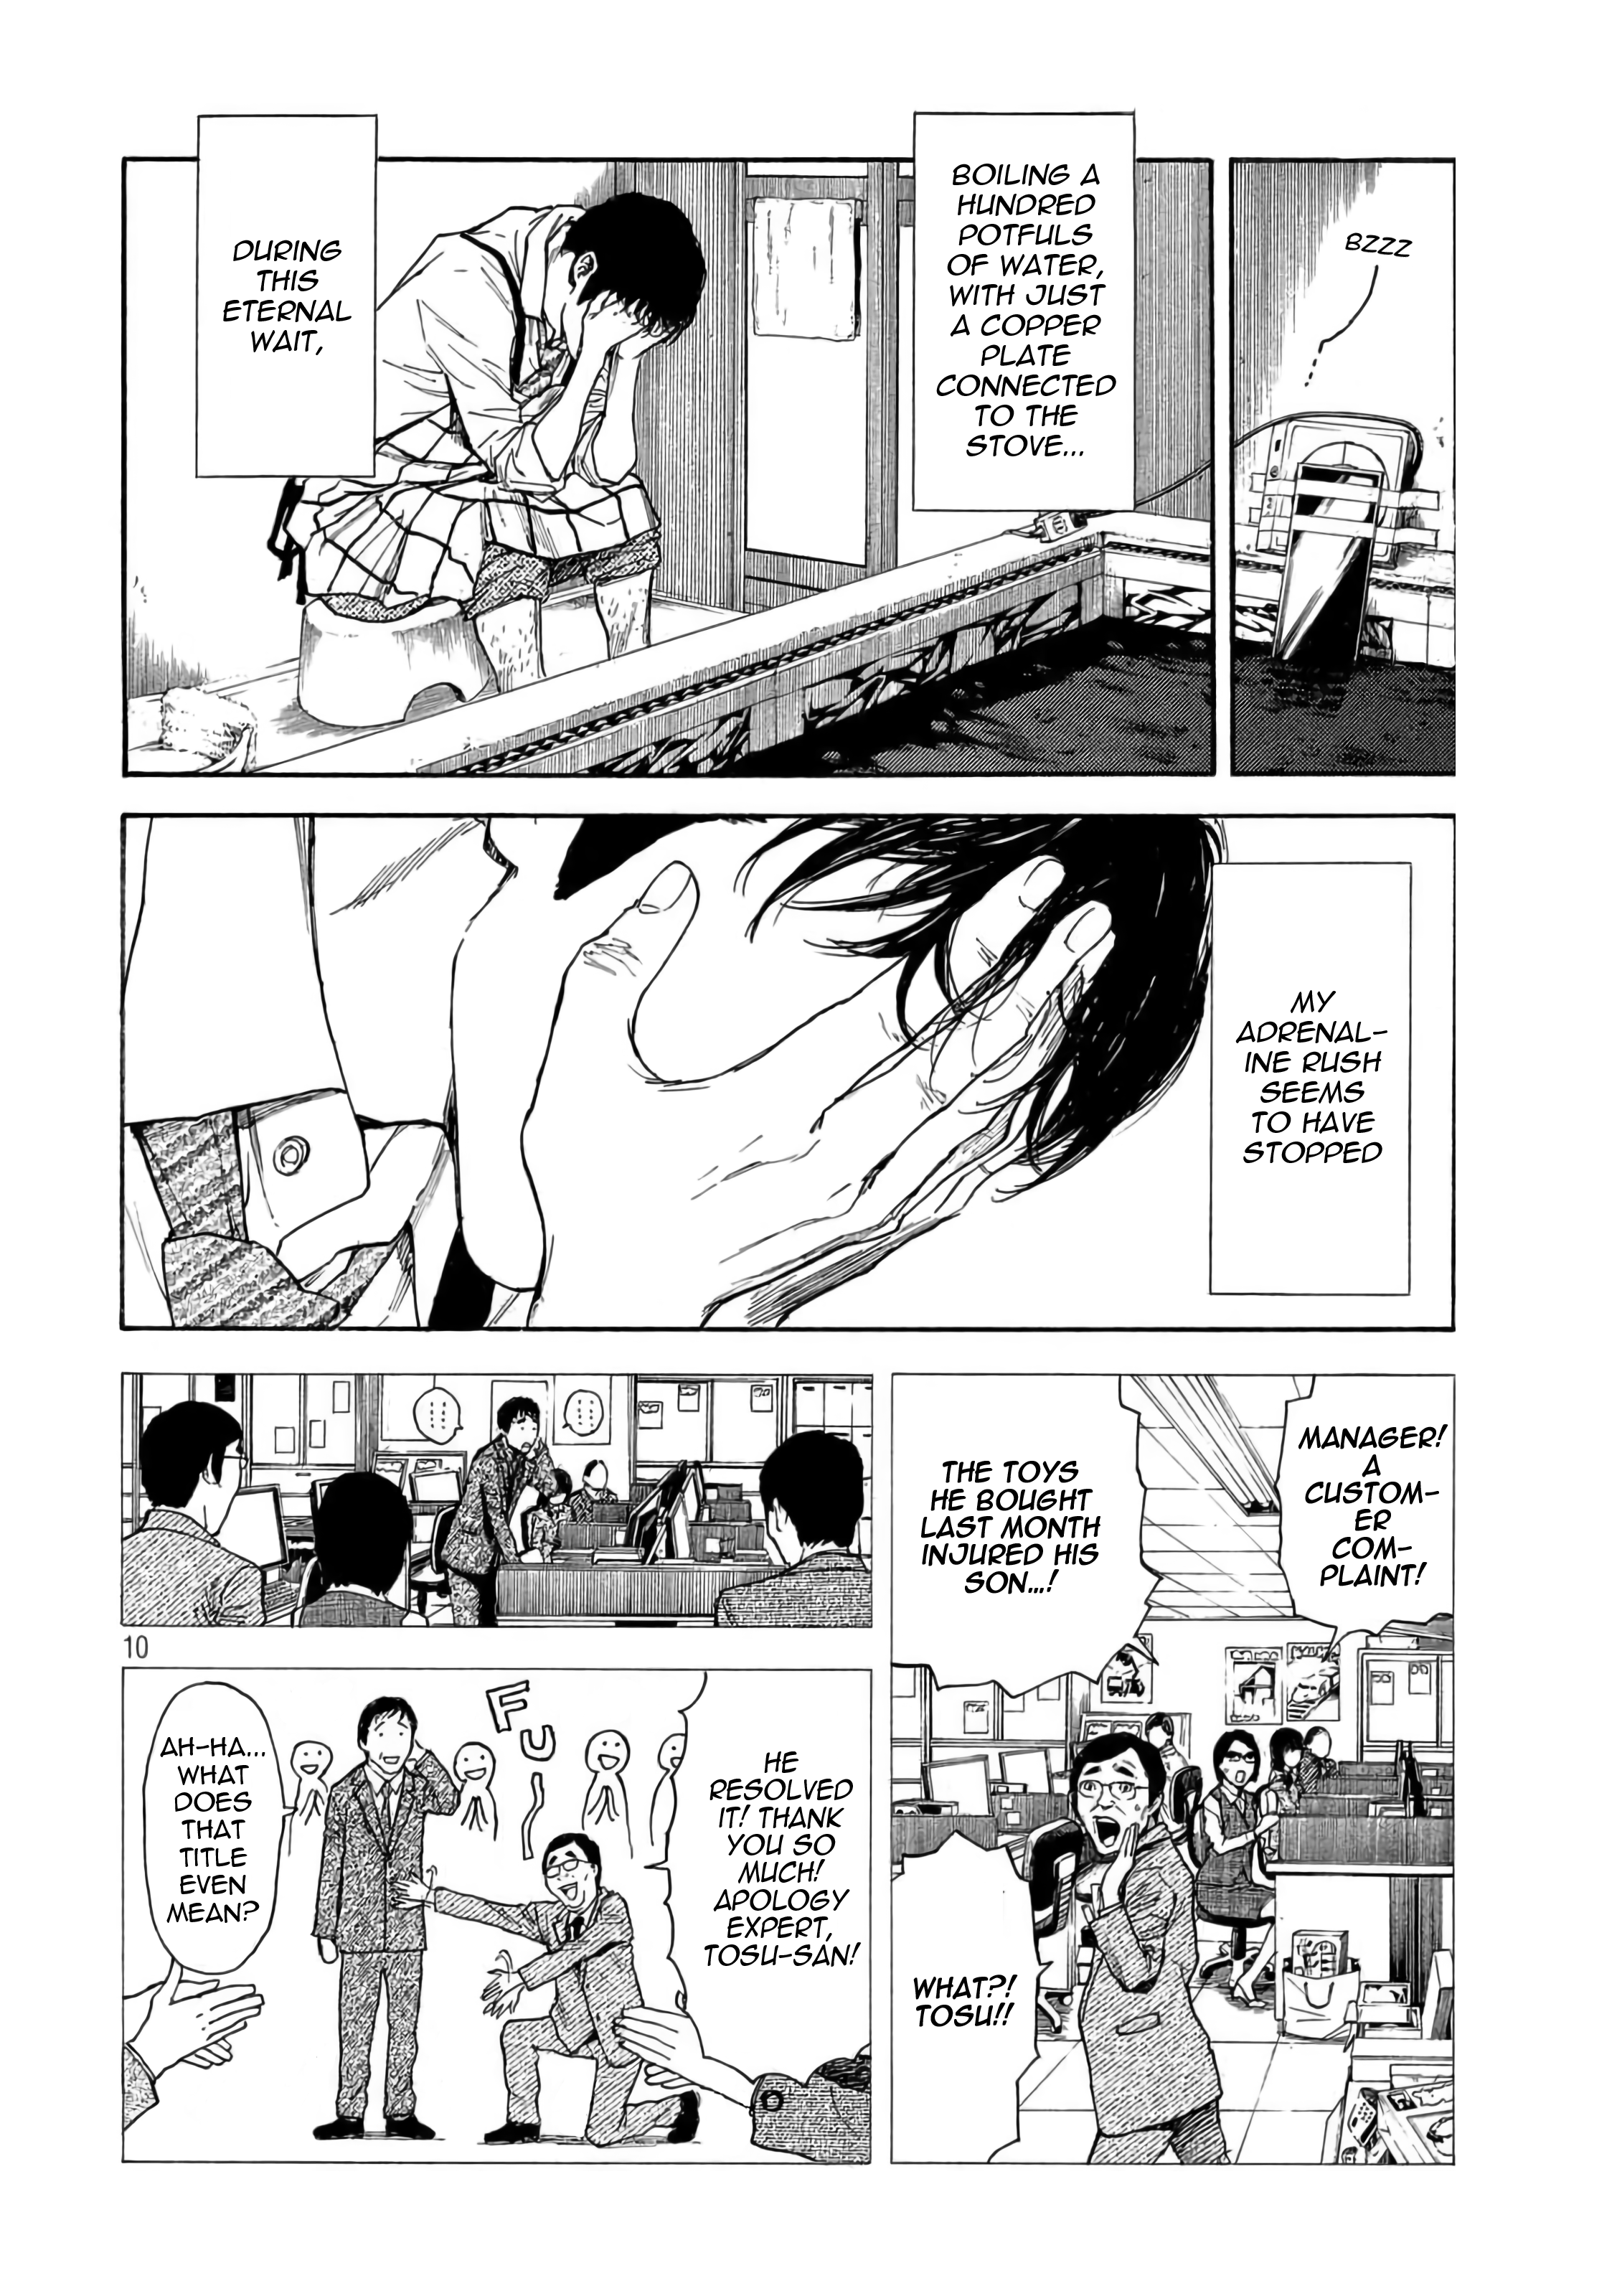 BZZZ
BOILING A
HUNDRED
POTFULS
OF WATER,
WITH JUST
A COPPER
PLATE
CONNECTED
TO THE
STOVE...
DURING
THIS
ETERNAL
WAIT,
MY
ADRENAL-
INE RUSH
SEEMS
TO HAVE
STOPPED
MANAGER!
A
CUSTOM-
ER
COM-
PLAINT!
THE TOYS
HE BOUGHT
LAST MONTH
INJURED HIS
SON...!
WHAT?!
TOSU!!
10
HE
RESOLVED
IT! THANK
YOU SO
MUCH!
APOLOGY
EXPERT,
TOSU-SAN!
FU
AH-HA...
WHAT
DOES
THAT
TITLE
EVEN
MEAN?